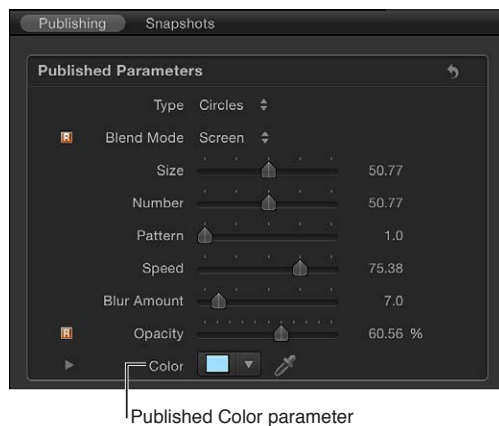 Publishing Snapshots
Published Parameters
Type Circles
R Blend Mode Screen
Size 50.77
Number 50.77
Pattern 1.0
Speed 75.38
Blur Amount 7.0
R Opacity 60.56 %
Color
Published Color parameter